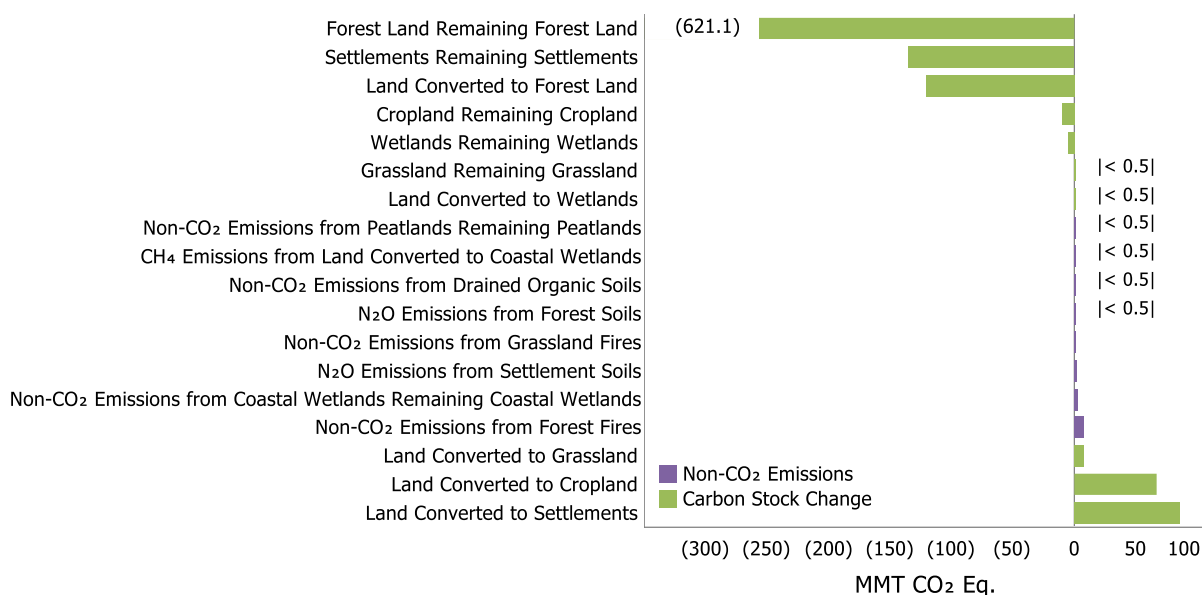 Forest Land Remaining Forest Land (621.1)
Settlements Remaining Settlements
Land Converted to Forest Land
Cropland Remaining Cropland
Wetlands Remaining Wetlands
Grassland Remaining Grassland |< 0.5|
Land Converted to Wetlands |< 0.5|
Non-CO₂ Emissions from Peatlands Remaining Peatlands |< 0.5|
CH₄ Emissions from Land Converted to Coastal Wetlands |< 0.5|
Non-CO₂ Emissions from Drained Organic Soils |< 0.5|
N₂O Emissions from Forest Soils |< 0.5|
Non-CO₂ Emissions from Grassland Fires
N₂O Emissions from Settlement Soils
Non-CO₂ Emissions from Coastal Wetlands Remaining Coastal Wetlands
Non-CO₂ Emissions from Forest Fires
Land Converted to Grassland
Land Converted to Cropland
Land Converted to Settlements
Non-CO₂ Emissions
Carbon Stock Change
(300) (250) (200) (150) (100) (50) 0 50 100
MMT CO₂ Eq.